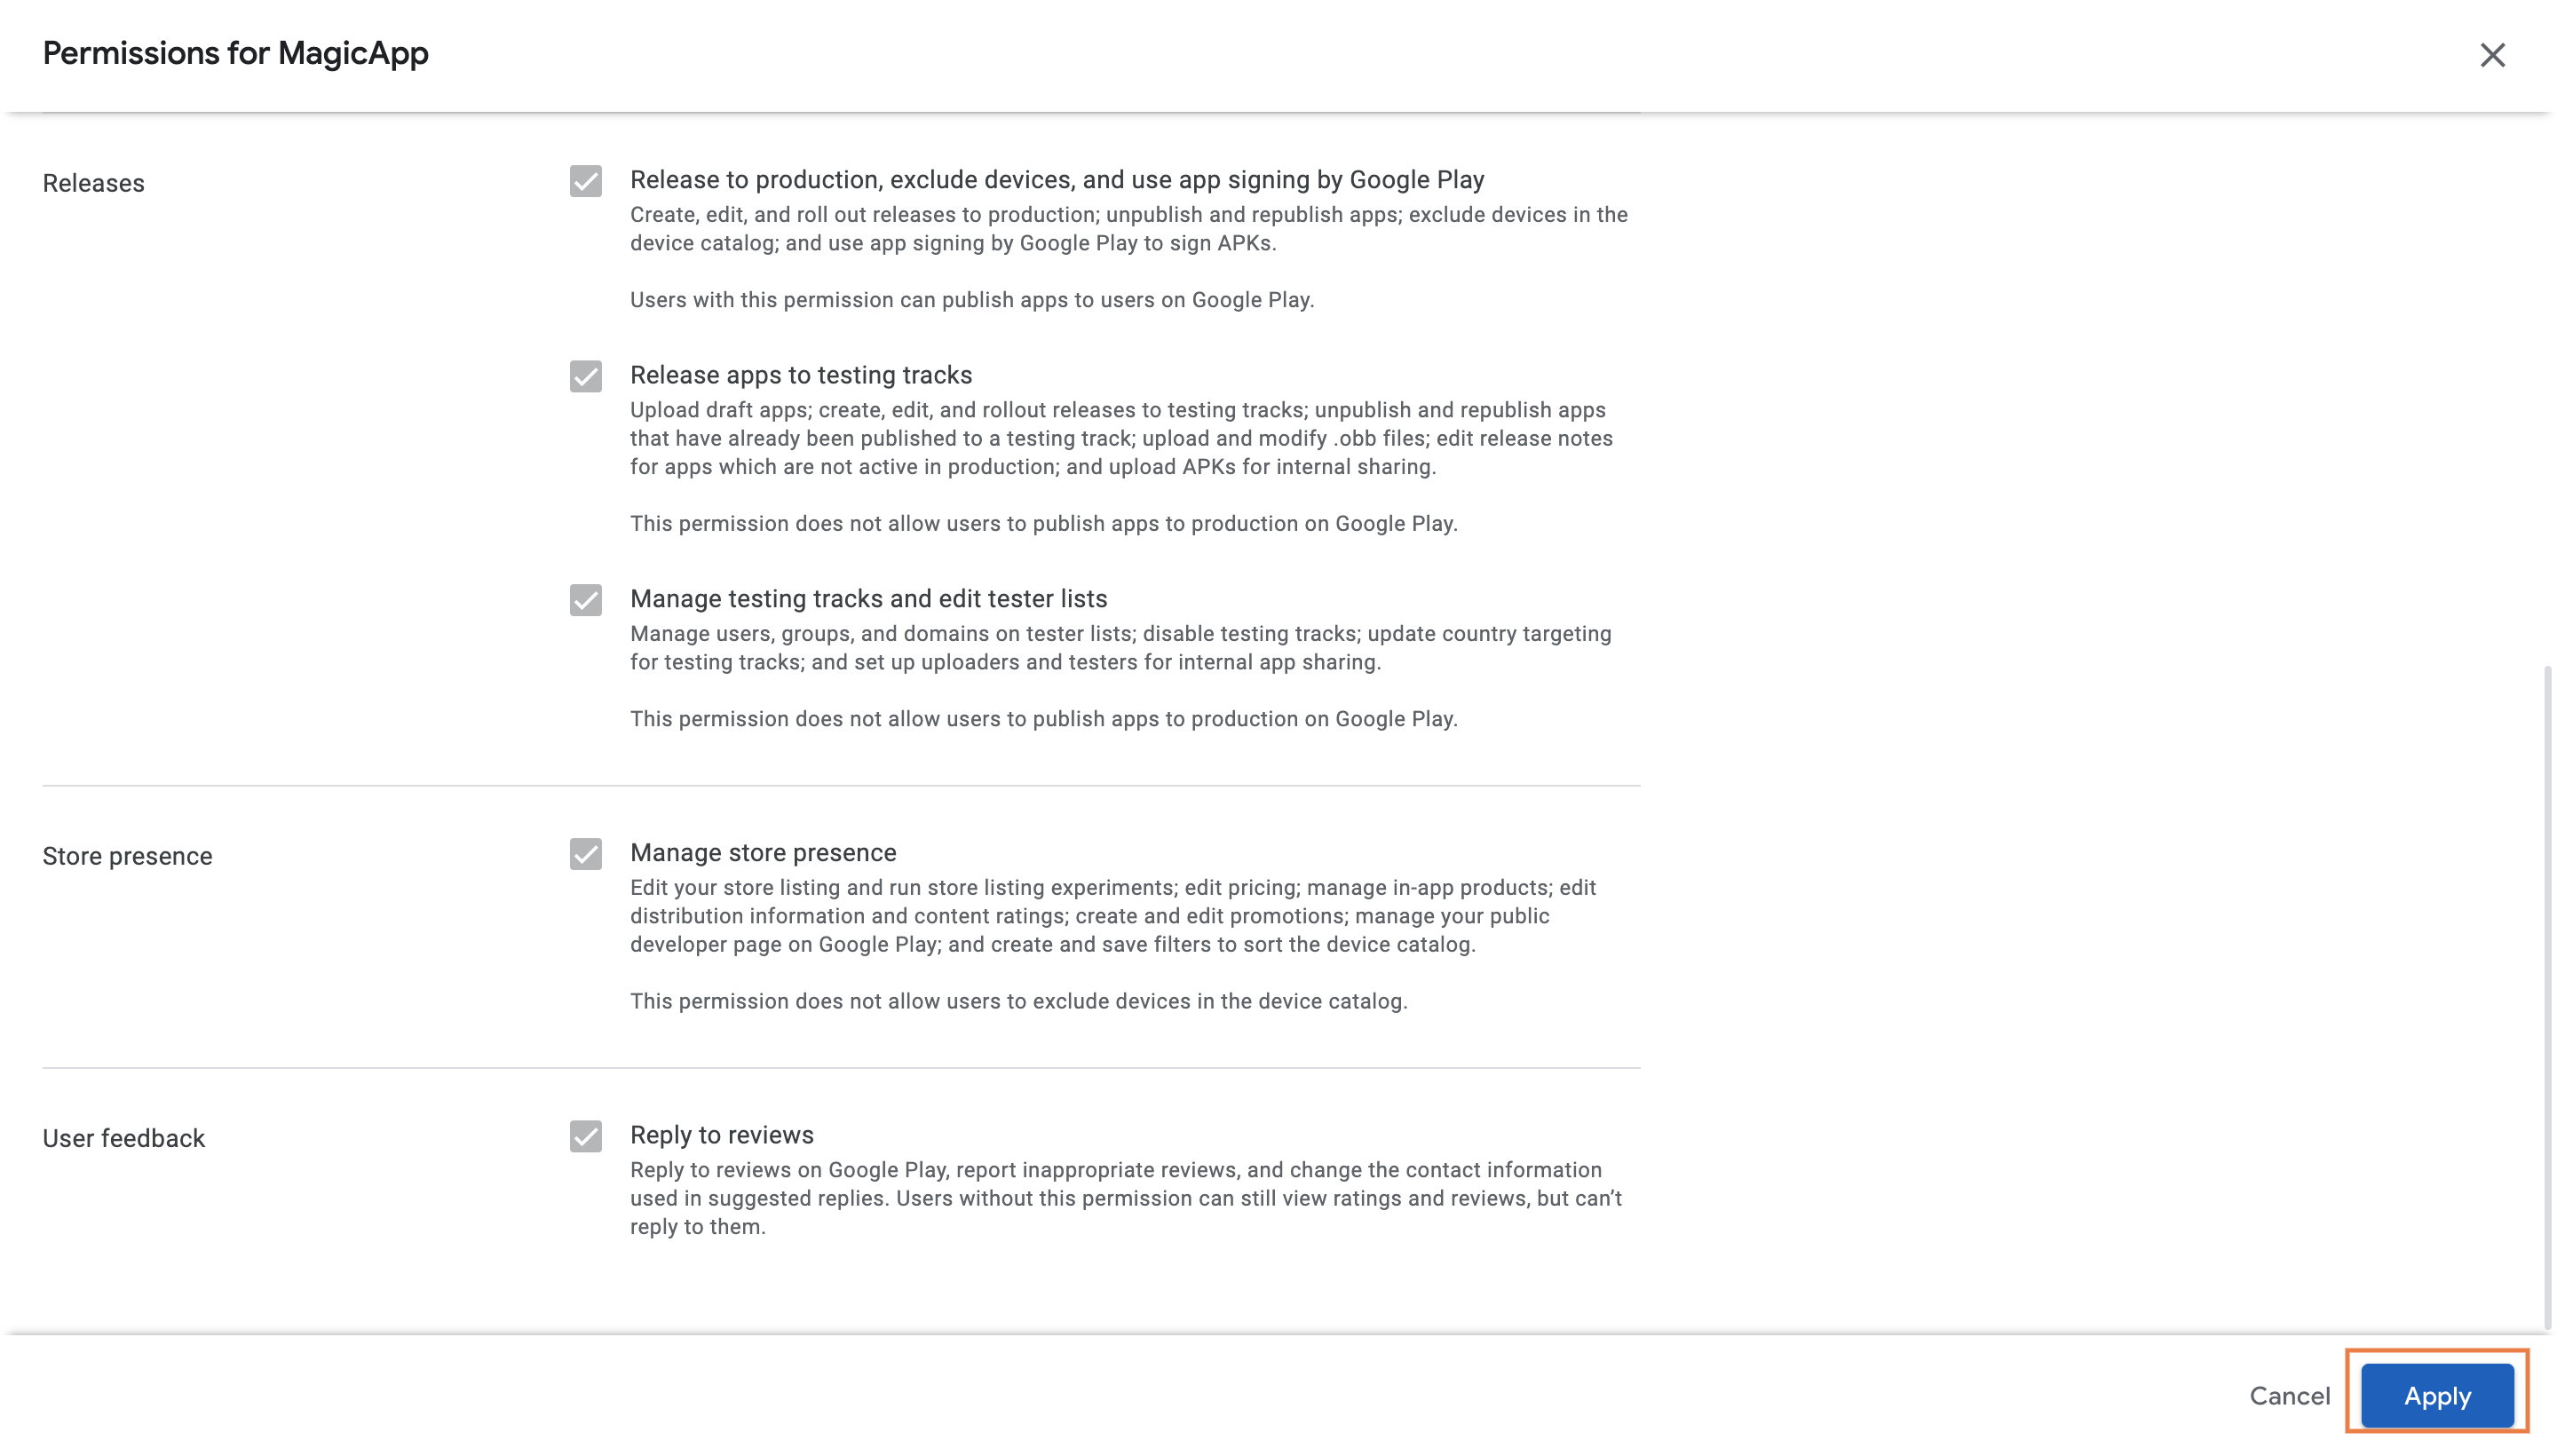 Permissions for MagicApp
Releases
Release to production, exclude devices, and use app signing by Google Play
Create, edit, and roll out releases to production; unpublish and republish apps; exclude devices in the
device catalog; and use app signing by Google Play to sign APKs.
Users with this permission can publish apps to users on Google Play.
Release apps to testing tracks
Upload draft apps; create, edit, and rollout releases to testing tracks; unpublish and republish apps
that have already been published to a testing track; upload and modify .obb files; edit release notes
for apps which are not active in production; and upload APKs for internal sharing.
This permission does not allow users to publish apps to production on Google Play.
Manage testing tracks and edit tester lists
Manage users, groups, and domains on tester lists; disable testing tracks; update country targeting
for testing tracks; and set up uploaders and testers for internal app sharing.
This permission does not allow users to publish apps to production on Google Play.
Store presence
Manage store presence
Edit your store listing and run store listing experiments; edit pricing; manage in-app products; edit
distribution information and content ratings; create and edit promotions; manage your public
developer page on Google Play; and create and save filters to sort the device catalog.
This permission does not allow users to exclude devices in the device catalog.
User feedback
Reply to reviews
Reply to reviews on Google Play, report inappropriate reviews, and change the contact information
used in suggested replies. Users without this permission can still view ratings and reviews, but can’t
reply to them.
Cancel
Apply